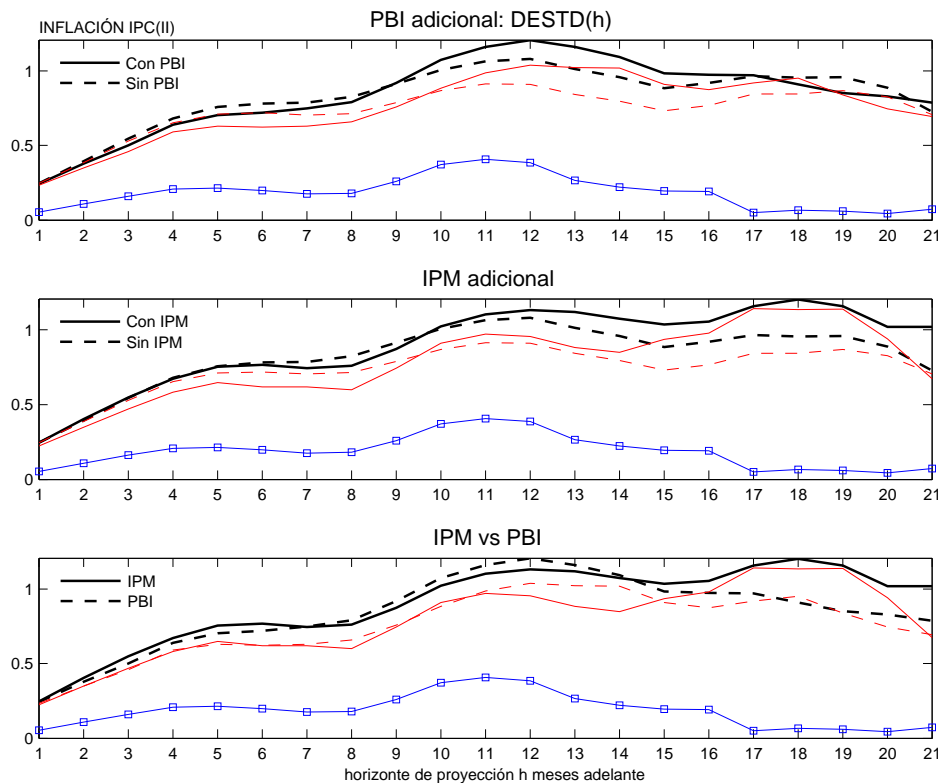 PBI adicional: DESTD(h)
INFLACIÓN IPC(II)
Con PBI
Sin PBI
1
0.5
0
1 2 3 4 5 6 7 8 9 10 11 12 13 14 15 16 17 18 19 20 21
IPM adicional
Con IPM
Sin IPM
1
0.5
0
1 2 3 4 5 6 7 8 9 10 11 12 13 14 15 16 17 18 19 20 21
IPM vs PBI
IPM
PBI
1
0.5
0
1 2 3 4 5 6 7 8 9 10 11 12 13 14 15 16 17 18 19 20 21
horizonte de proyección h meses adelante